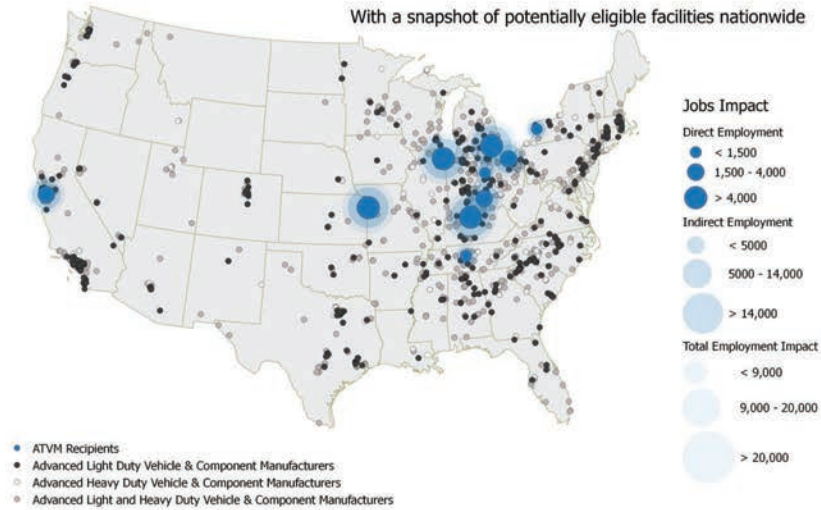 With a snapshot of potentially eligible facilities nationwide
Jobs Impact
Direct Employment
< 1,500
1,500 - 4,000
> 4,000
Indirect Employment
< 5000
5000 - 14,000
> 14,000
Total Employment Impact
< 9,000
9,000 - 20,000
> 20,000
ATVM Recipients
Advanced Light Duty Vehicle & Component Manufacturers
Advanced Heavy Duty Vehicle & Component Manufacturers
Advanced Light and Heavy Duty Vehicle & Component Manufacturers